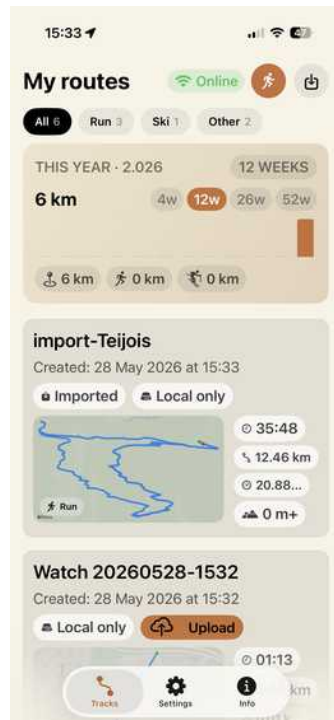 15:33
47
My routes
Online
All 6
Run 3
Ski 1
Other 2
THIS YEAR · 2.026
12 WEEKS
6 km
4w
12w
26w
52w
6 km
0 km
0 km
import-Teijois
Created: 28 May 2026 at 15:33
Imported
Local only
35:48
12.46 km
20.88...
0 m+
Run
Watch 20260528-1532
Created: 28 May 2026 at 15:32
Local only
Upload
01:13
km
Tracks
Settings
Info